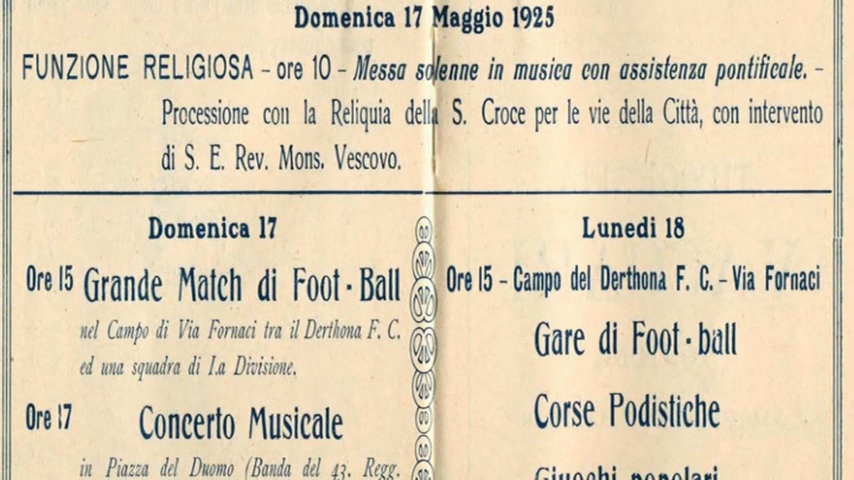 Domenica 17 Maggio 1925
FUNZIONE RELIGIOSA - ore 10 - Messa solenne in musica con assistenza pontificale. -
Processione con la Reliquia della S. Croce per le vie della Città, con intervento
di S. E. Rev. Mons. Vescovo.
Domenica 17
Ore 15 Grande Match di Foot - Ball
nel Campo di Via Fornaci tra il Derthona F. C.
ed una squadra di I.a Divisione.
Ore 17 Concerto Musicale
in Piazza del Duomo (Banda del 43. Regg.
Lunedi 18
Ore 15 - Campo del Derthona F. C. - Via Fornaci
Gare di Foot - ball
Corse Podistiche
Giuochi popolari